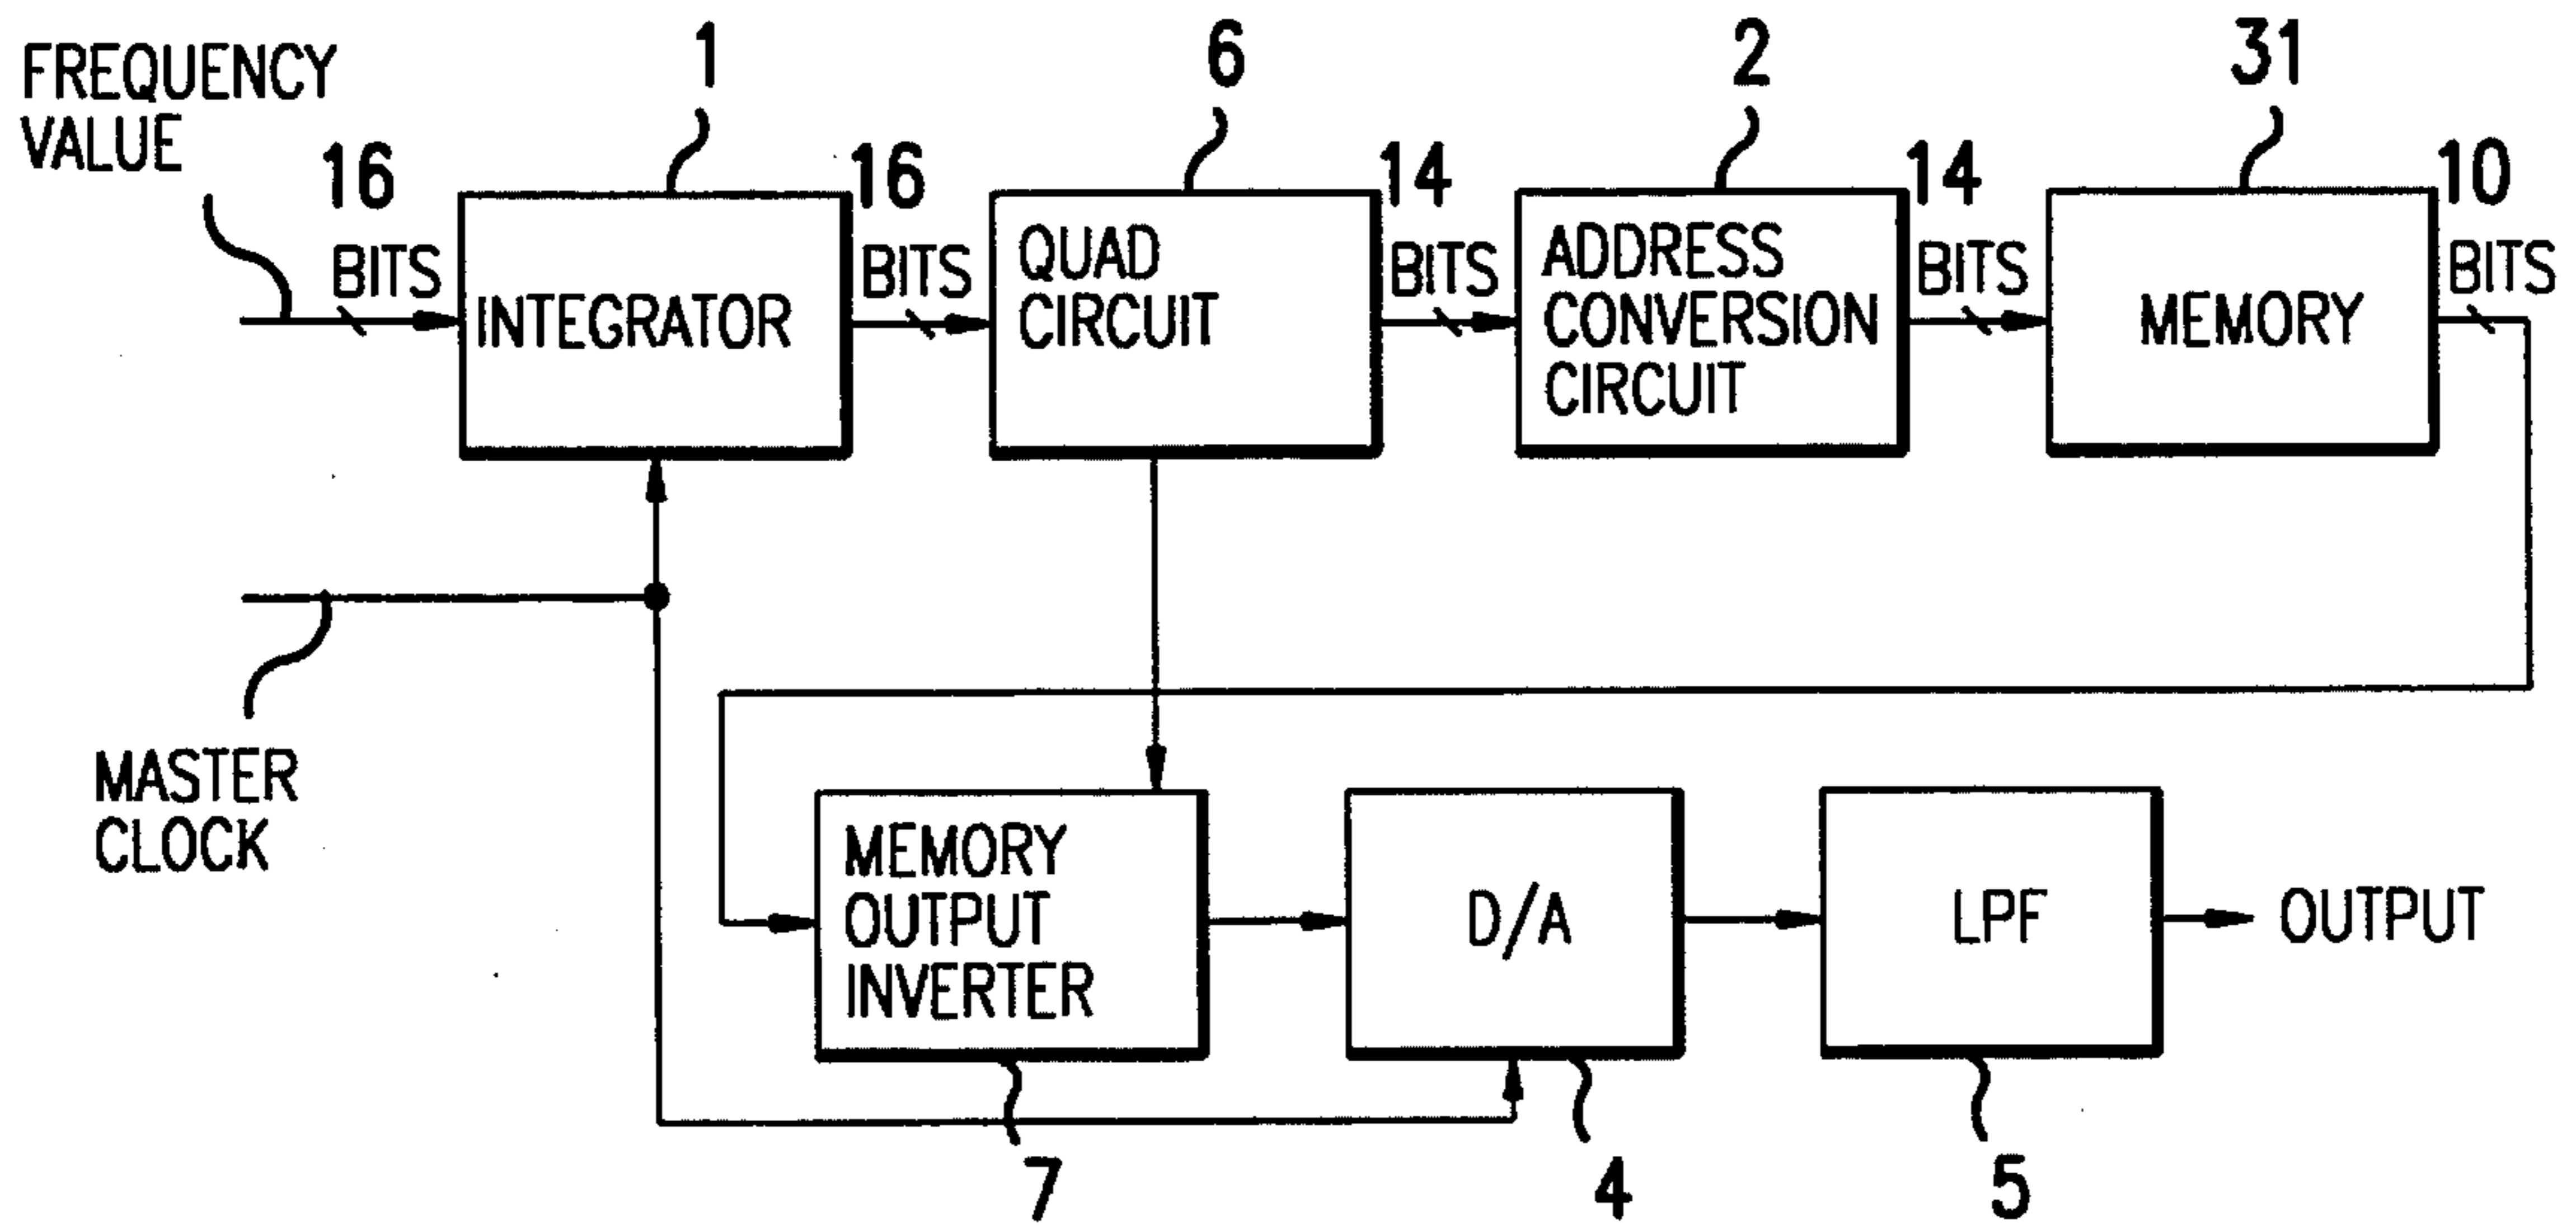 FREQUENCY
VALUE
1
6
2
31
16
BITS
16
BITS
14
BITS
14
BITS
10
BITS
INTEGRATOR
QUAD
CIRCUIT
ADDRESS
CONVERSION
CIRCUIT
MEMORY
MASTER
CLOCK
MEMORY
OUTPUT
INVERTER
D/A
LPF
OUTPUT
7
4
5